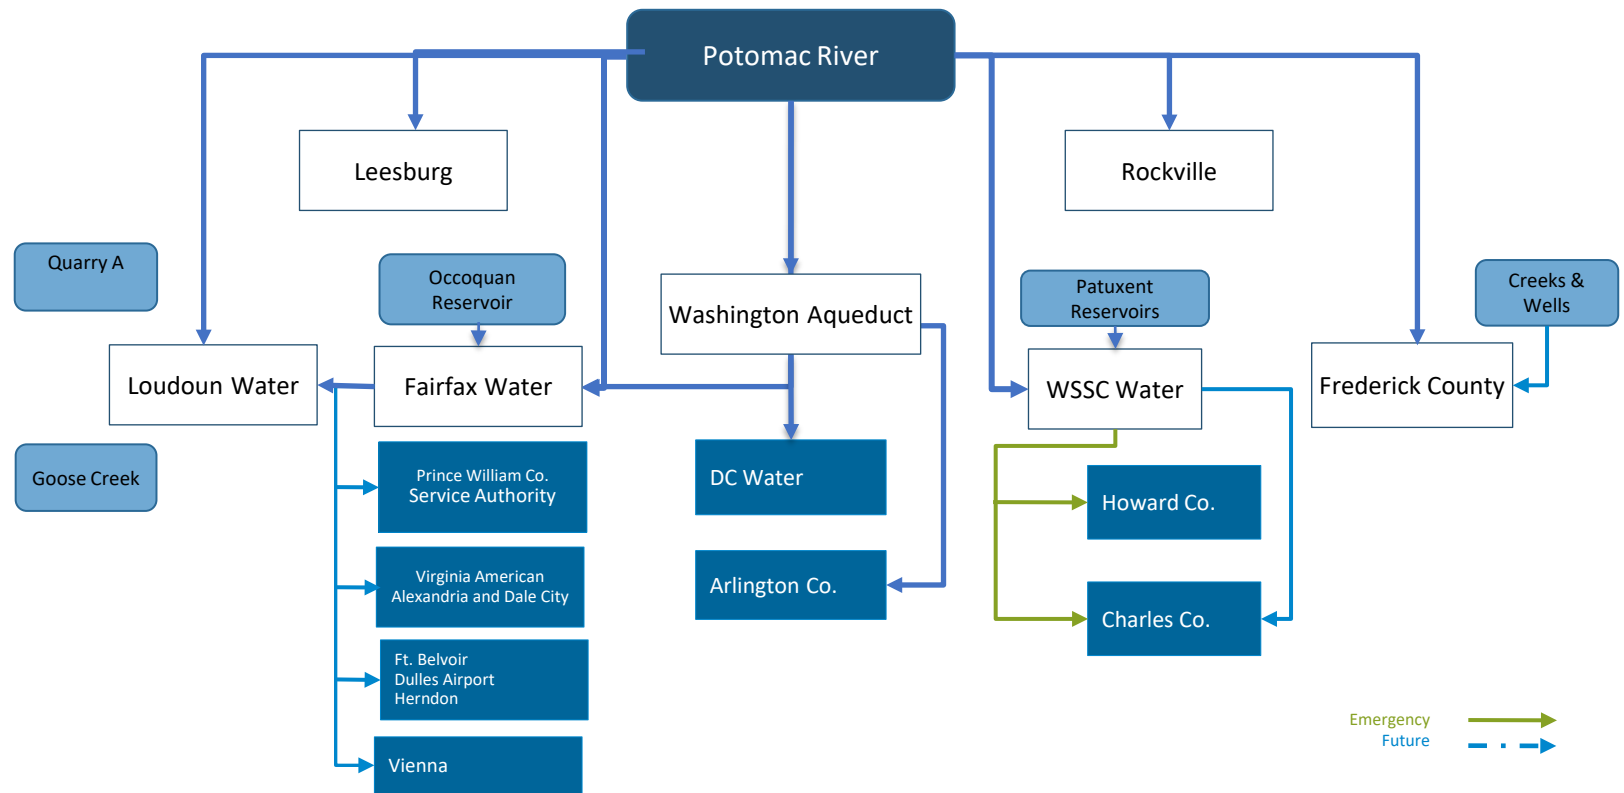 Potomac River
Leesburg
Rockville
Quarry A
Occoquan
Reservoir
Washington Aqueduct
Patuxent
Reservoirs
Creeks &
Wells
Loudoun Water
Fairfax Water
WSSC Water
Frederick County
Goose Creek
Prince William Co.
Service Authority
DC Water
Howard Co.
Virginia American
Alexandria and Dale City
Arlington Co.
Charles Co.
Ft. Belvoir
Dulles Airport
Herndon
Vienna
Emergency
Future